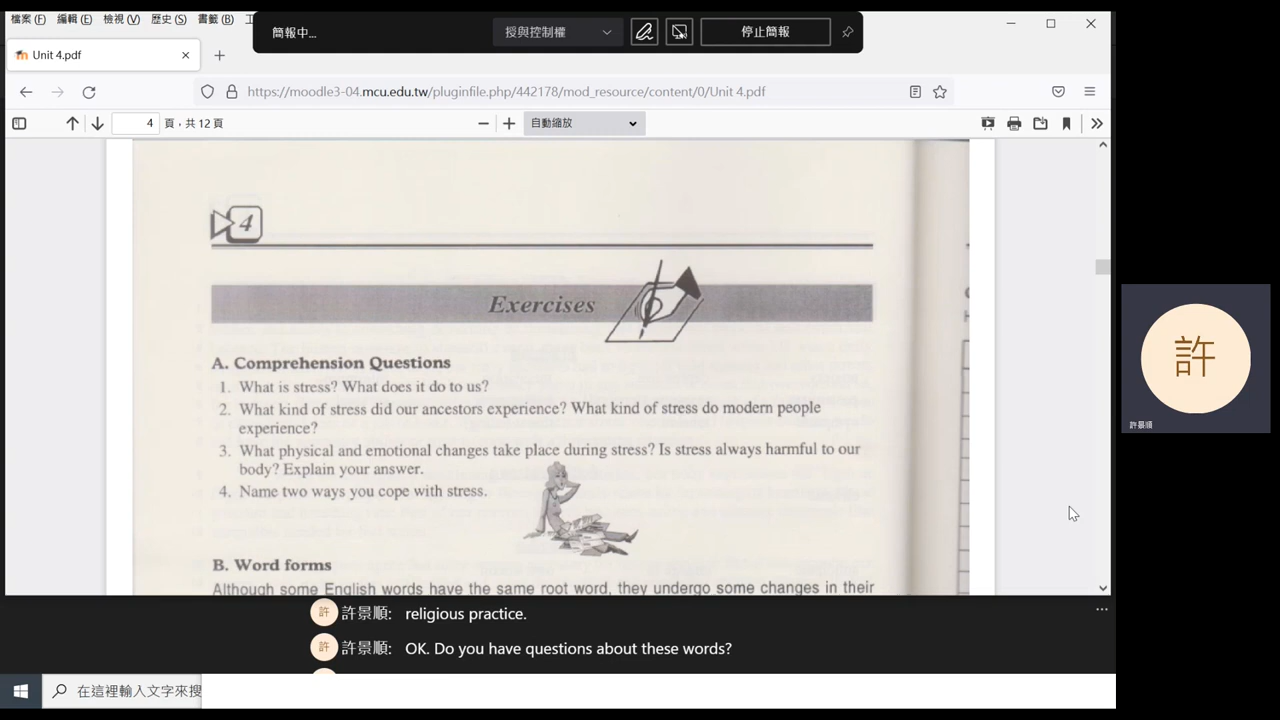 檔案 (F) 編輯 (E) 檢視 (V) 歷史 (S) 書籤 (B)
簡報中...
授與控制權
停止簡報
Unit 4.pdf
https://moodle3-04.mcu.edu.tw/pluginfile.php/442178/mod_resource/content/0/Unit 4.pdf
4 頁，共 12 頁
自動縮放
4
Exercises
A. Comprehension Questions
1. What is stress? What does it do to us?
2. What kind of stress did our ancestors experience? What kind of stress do modern people
experience?
3. What physical and emotional changes take place during stress? Is stress always harmful to our
body? Explain your answer.
4. Name two ways you cope with stress.
B. Word forms
Although some English words have the same root word, they undergo some changes in their
許
許景順
許 許景順: religious practice.
許 許景順: OK. Do you have questions about these words?
在這裡輸入文字來搜